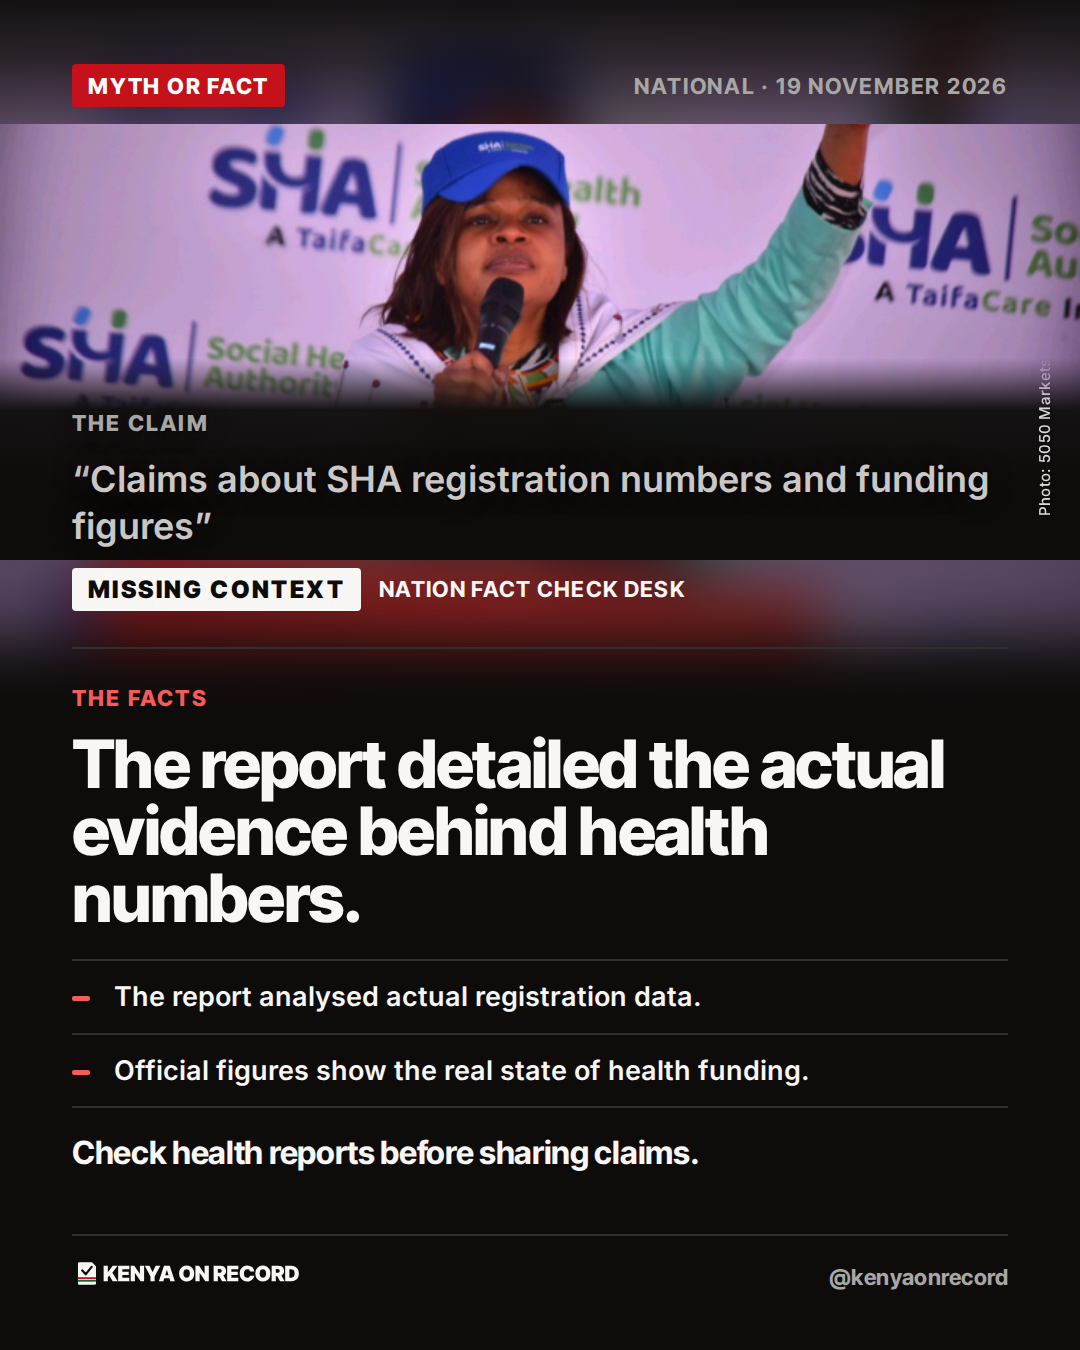 MYTH OR FACT
NATIONAL · 19 NOVEMBER 2026
SHA
alth
A TaifaCa
SHA
So
Au
A TaifaCare
SHA
Social He
Authorit
Photo: 5050 Markets
THE CLAIM
“Claims about SHA registration numbers and funding
figures”
MISSING CONTEXT
NATION FACT CHECK DESK
THE FACTS
The report detailed the actual
evidence behind health
numbers.
The report analysed actual registration data.
Official figures show the real state of health funding.
Check health reports before sharing claims.
KENYA ON RECORD
@kenyaonrecord